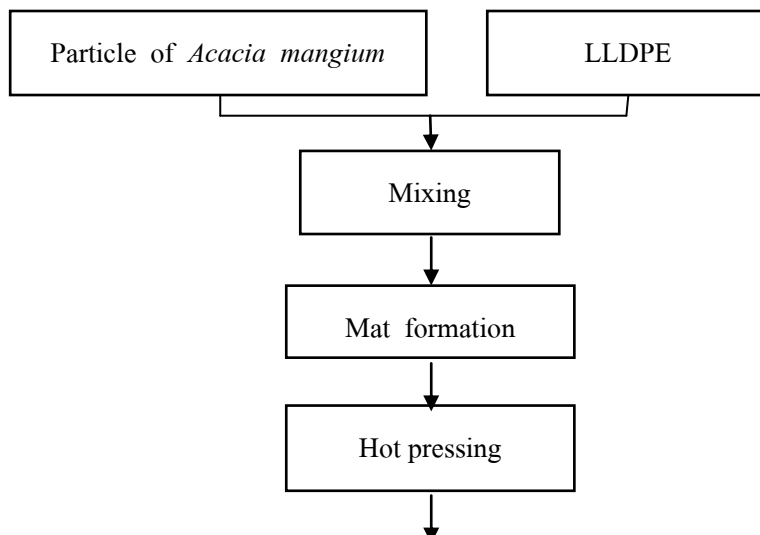 Particle of Acacia mangium
LLDPE
Mixing
Mat formation
Hot pressing